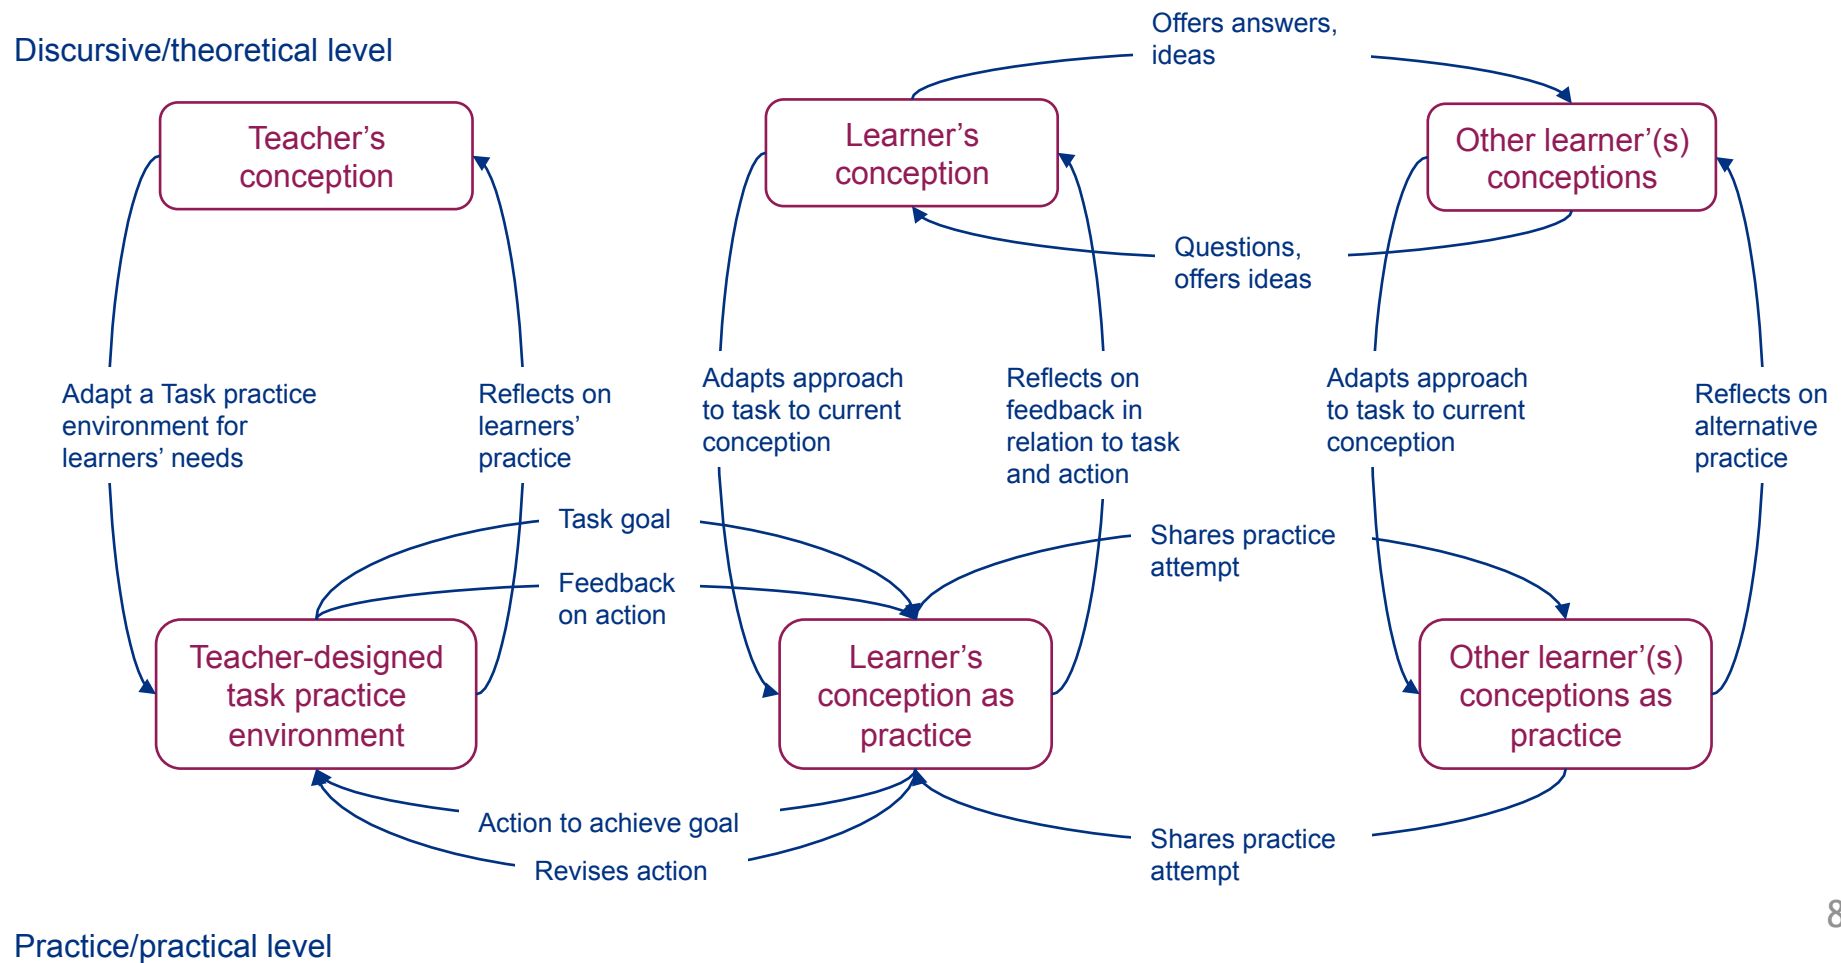 Offers answers,
ideas
Discursive/theoretical level
Teacher’s
conception
Learner’s
conception
Other learner’(s)
conceptions
Questions,
offers ideas
Adapt a Task practice
environment for
learners’ needs
Reflects on
learners’
practice
Adapts approach
to task to current
conception
Reflects on
feedback in
relation to task
and action
Adapts approach
to task to current
conception
Reflects on
alternative
practice
Task goal
Feedback
on action
Shares practice
attempt
Teacher-designed
task practice
environment
Learner’s
conception as
practice
Other learner’(s)
conceptions as
practice
Action to achieve goal
Revises action
Shares practice
attempt
8
Practice/practical level